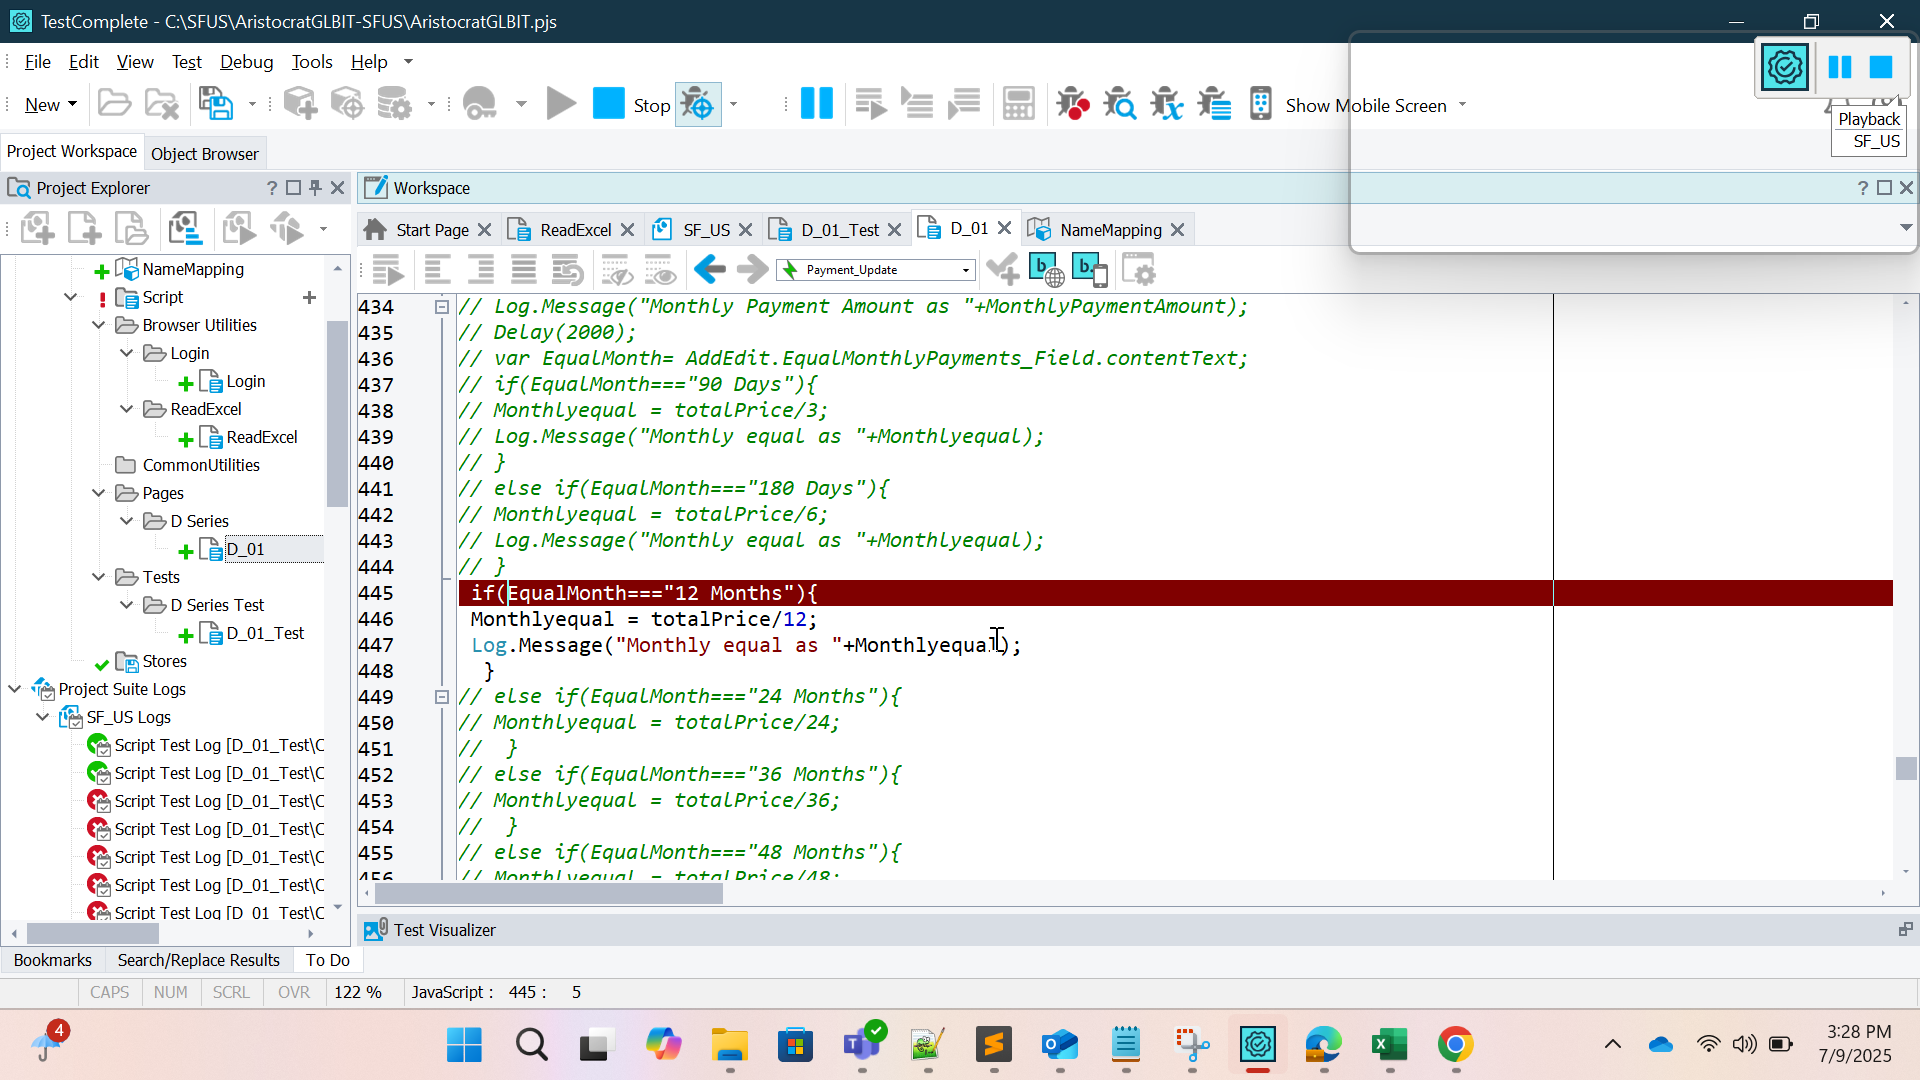 TestComplete - C:\SFUS\AristocratGLBIT-SFUS\AristocratGLBIT.pjs
File Edit View Test Debug Tools Help
New Stop Show Mobile Screen
Playback
SF_US
Project Workspace Object Browser
Project Explorer ?
Workspace ?
Start Page ReadExcel SF_US D_01_Test D_01 NameMapping
Payment_Update
NameMapping
Script
Browser Utilities
Login
Login
ReadExcel
ReadExcel
CommonUtilities
Pages
D Series
D_01
Tests
D Series Test
D_01_Test
Stores
Project Suite Logs
SF_US Logs
Script Test Log [D_01_Test\C
Script Test Log [D_01_Test\C
Script Test Log [D_01_Test\C
Script Test Log [D_01_Test\C
Script Test Log [D_01_Test\C
Script Test Log [D_01_Test\C
Script Test Log [D_01_Test\C
434 // Log.Message("Monthly Payment Amount as "+MonthlyPaymentAmount);
435 // Delay(2000);
436 // var EqualMonth= AddEdit.EqualMonthlyPayments_Field.contentText;
437 // if(EqualMonth==="90 Days"){
438 // Monthlyequal = totalPrice/3;
439 // Log.Message("Monthly equal as "+Monthlyequal);
440 // }
441 // else if(EqualMonth==="180 Days"){
442 // Monthlyequal = totalPrice/6;
443 // Log.Message("Monthly equal as "+Monthlyequal);
444 // }
445 if(EqualMonth==="12 Months"){
446 Monthlyequal = totalPrice/12;
447 Log.Message("Monthly equal as "+Monthlyequal);
448 }
449 // else if(EqualMonth==="24 Months"){
450 // Monthlyequal = totalPrice/24;
451 // }
452 // else if(EqualMonth==="36 Months"){
453 // Monthlyequal = totalPrice/36;
454 // }
455 // else if(EqualMonth==="48 Months"){
456 // Monthlyequal = totalPrice/48;
Test Visualizer
Bookmarks Search/Replace Results To Do
CAPS NUM SCRL OVR 122 % JavaScript : 445 : 5
4
3:28 PM
7/9/2025